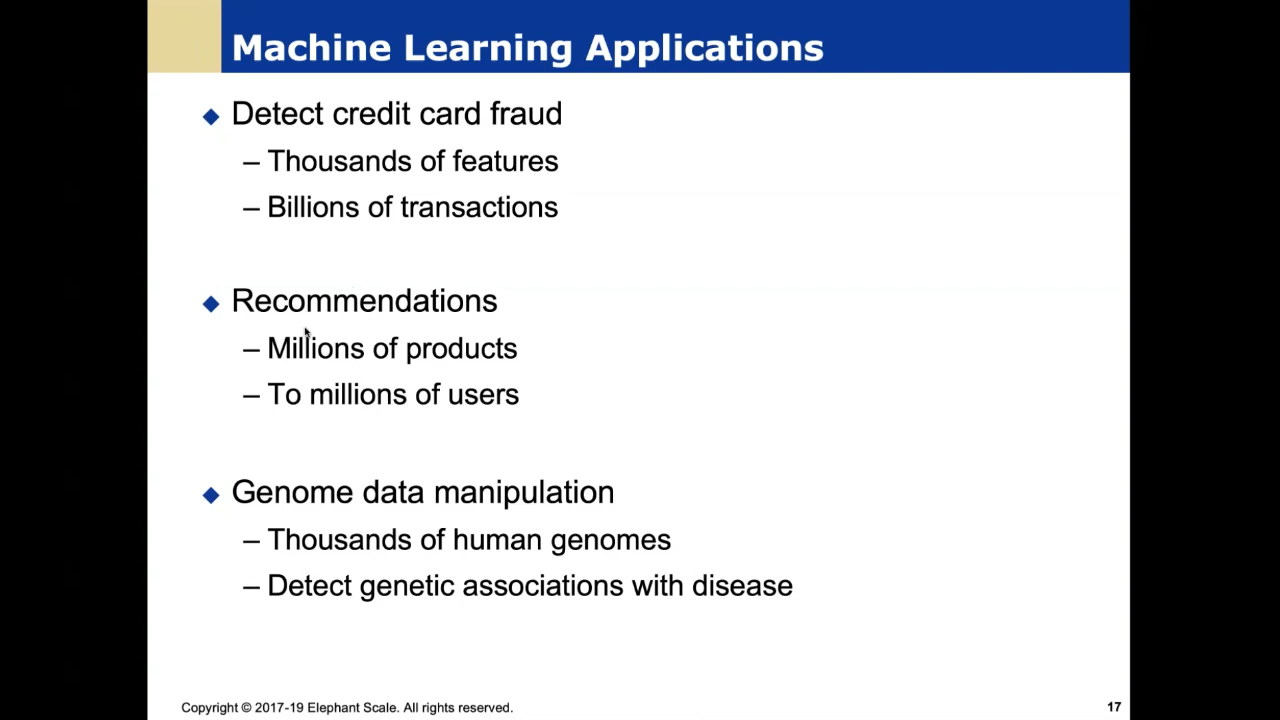 Machine Learning Applications
Detect credit card fraud
– Thousands of features
– Billions of transactions
Recommendations
– Millions of products
– To millions of users
Genome data manipulation
– Thousands of human genomes
– Detect genetic associations with disease
Copyright © 2017-19 Elephant Scale. All rights reserved.
17